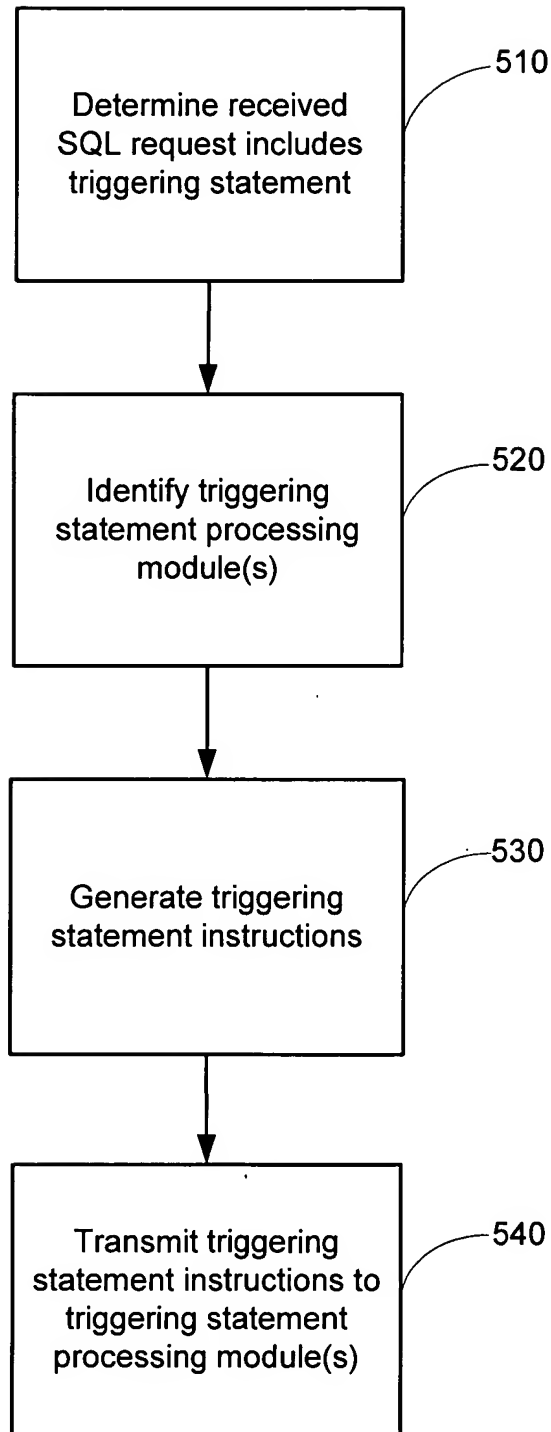 510
Determine received
SQL request includes
triggering statement
520
Identify triggering
statement processing
module(s)
530
Generate triggering
statement instructions
540
Transmit triggering
statement instructions to
triggering statement
processing module(s)